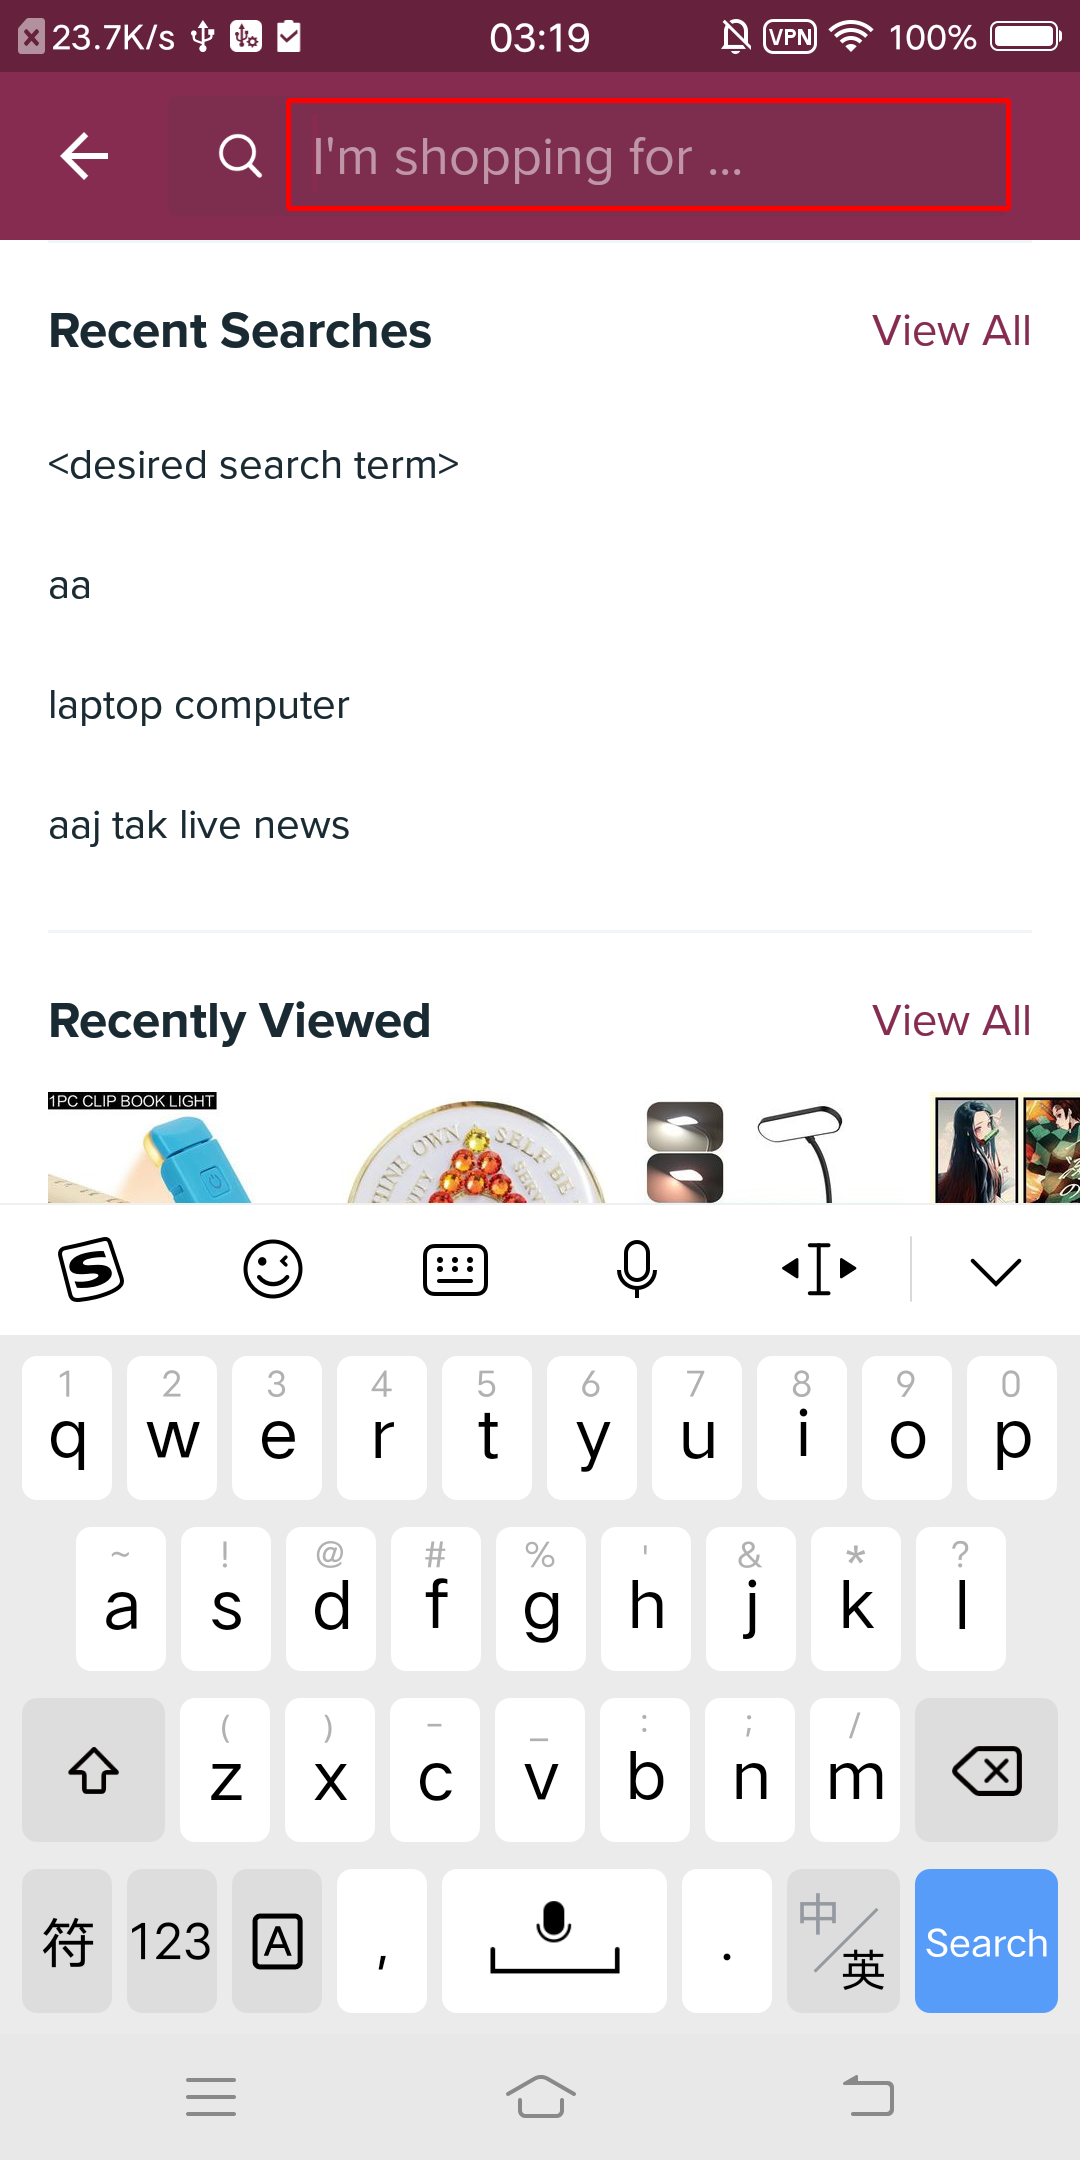 23.7K/s 03:19 VPN 100%
I'm shopping for ...
Recent Searches View All
<desired search term>
aa
laptop computer
aaj tak live news
Recently Viewed View All
1PC CLIP BOOK LIGHT
THINE OWN SELF BE
1 2 3 4 5 6 7 8 9 0
q w e r t y u i o p
~ ! @ # % ' & * ?
a s d f g h j k l
( ) - _ : ; /
z x c v b n m
符 123 A , . 中/英 Search